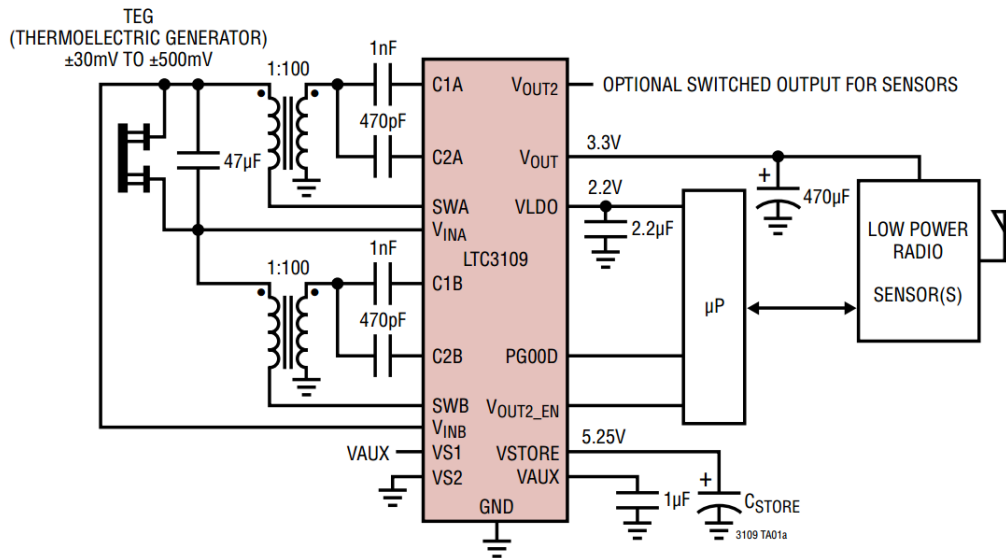 TEG
(THERMOELECTRIC GENERATOR)
±30mV TO ±500mV
1:100
1nF
470pF
47µF
C1A
C2A
SWA
VINA
LTC3109
1:100
1nF
470pF
C1B
C2B
SWB
VINB
VAUX
VS1
VS2
GND
VOUT2
OPTIONAL SWITCHED OUTPUT FOR SENSORS
VOUT
3.3V
VLDO
2.2V
2.2µF
+
470µF
µP
LOW POWER
RADIO
SENSOR(S)
PG00D
VOUT2_EN
VSTORE
5.25V
VAUX
1µF
+
CSTORE
3109 TA01a